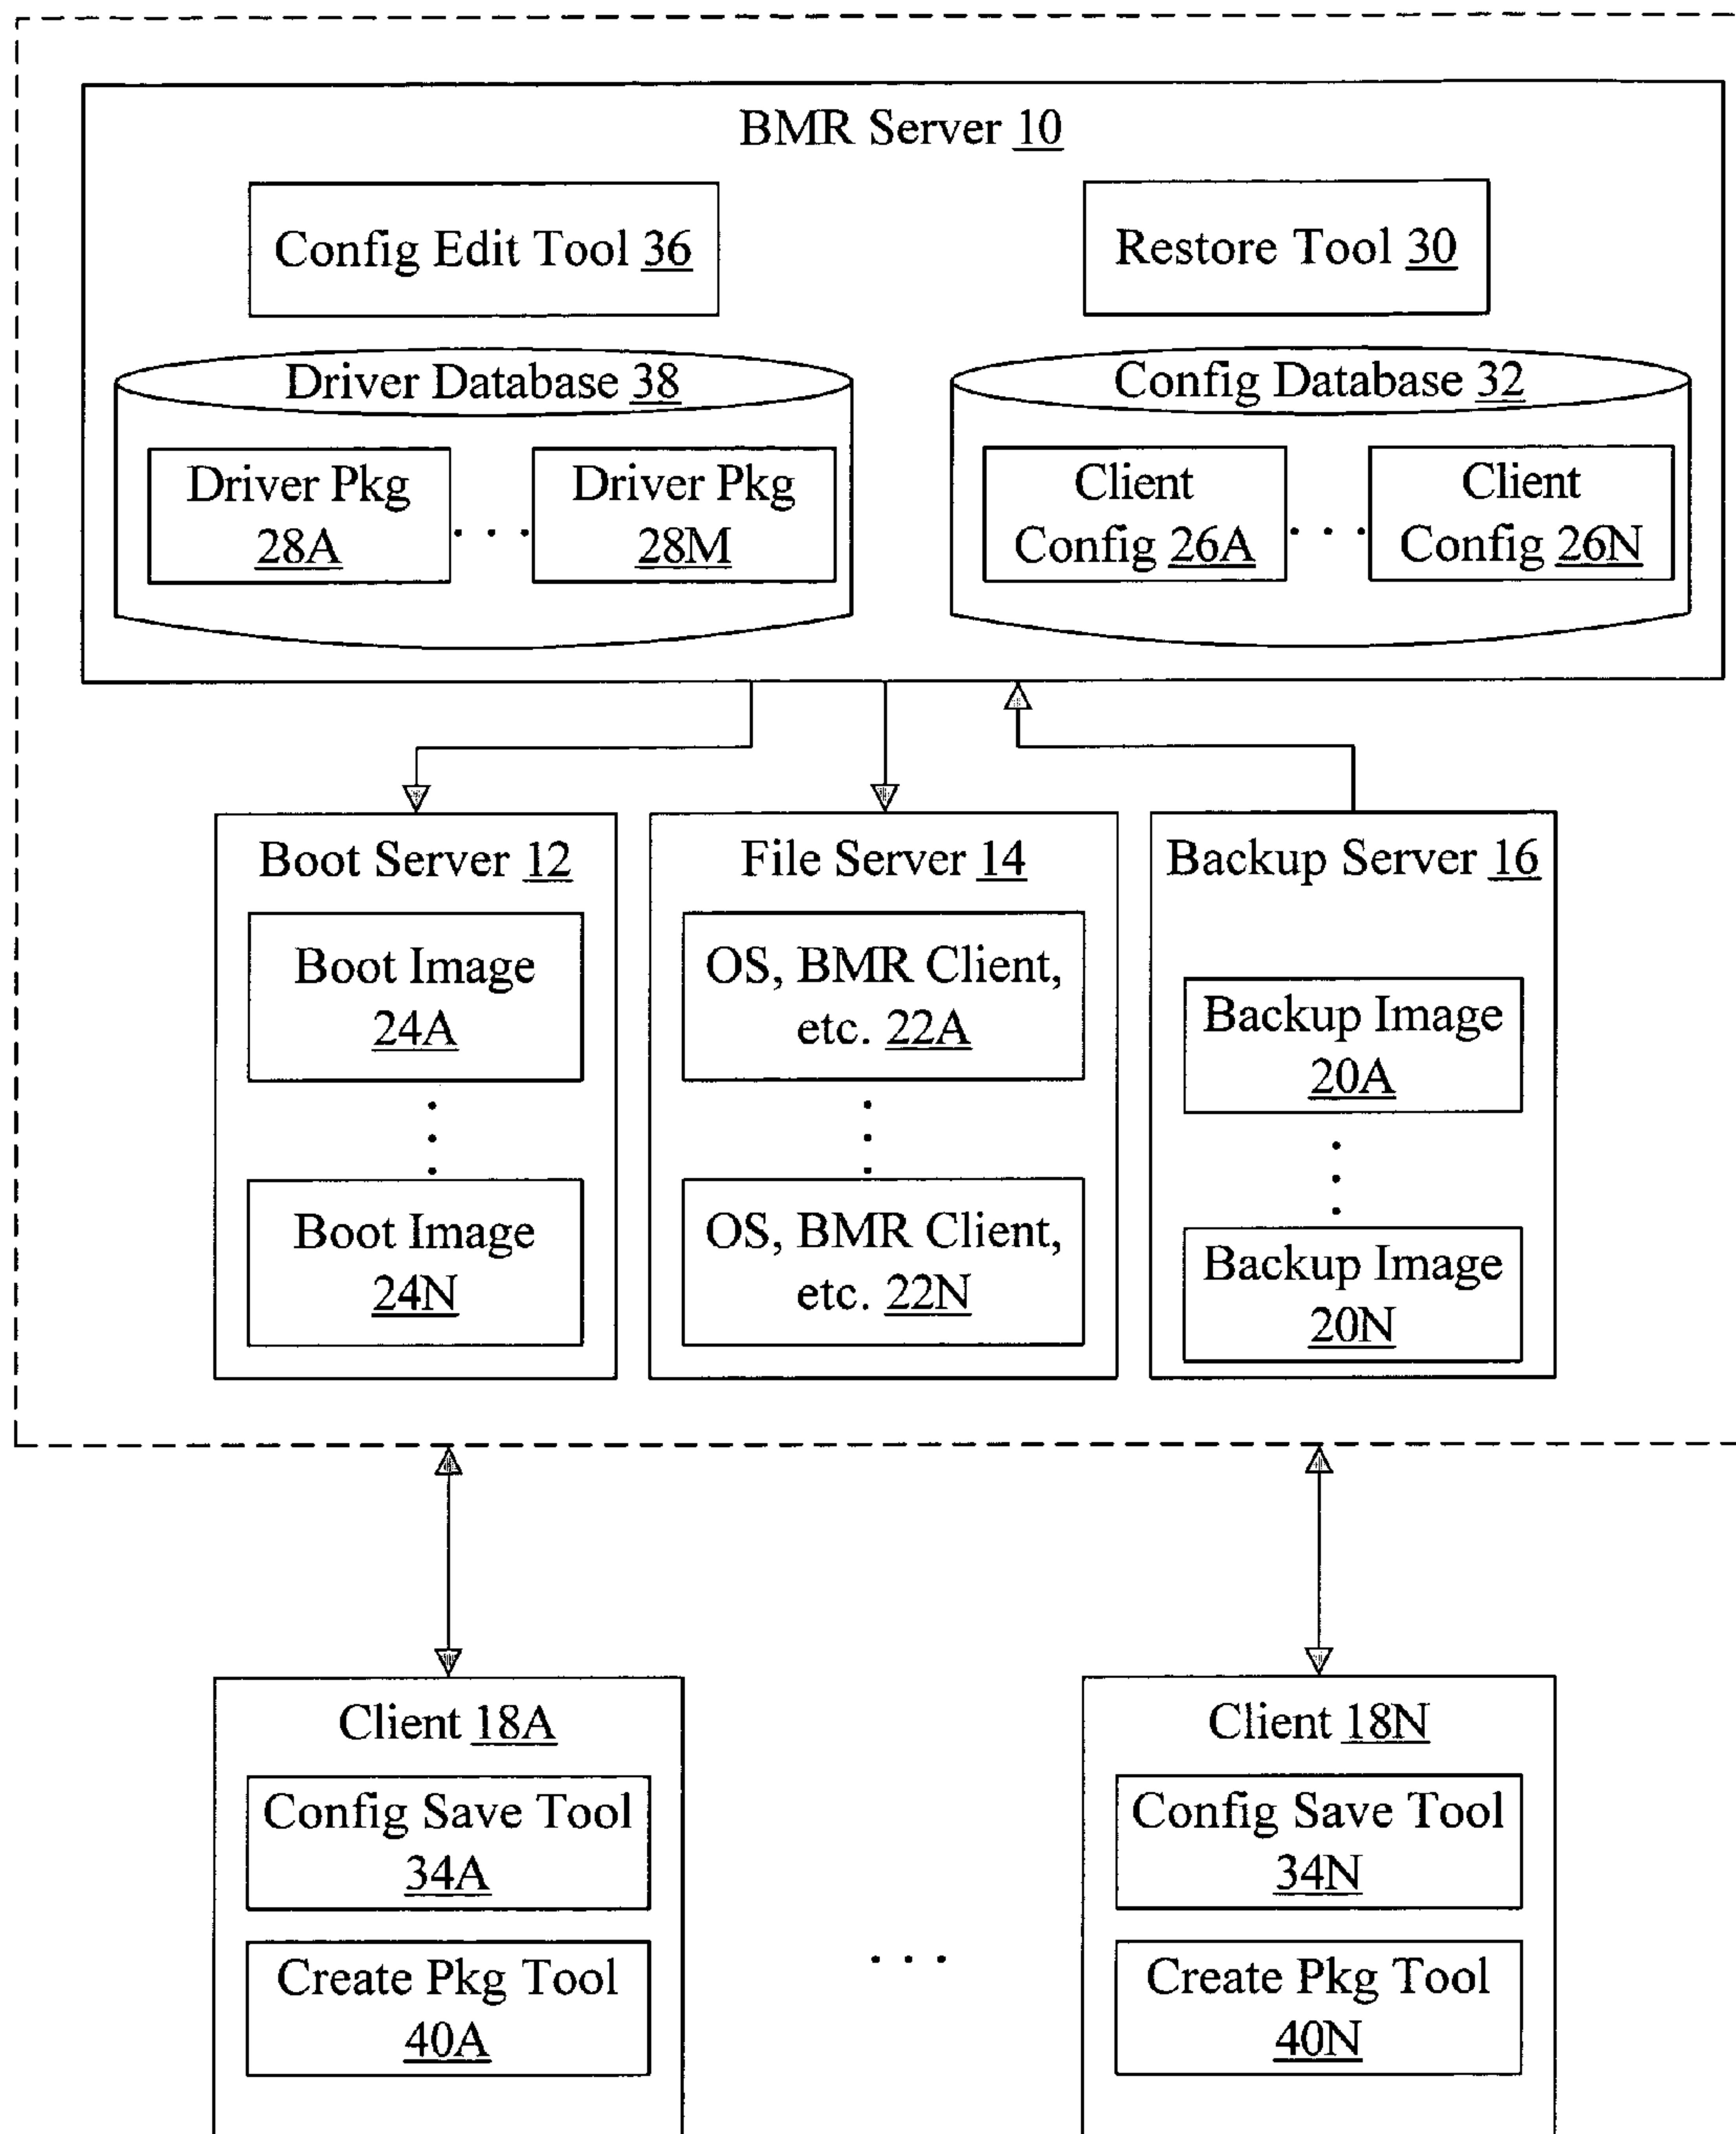 BMR Server 10
Config Edit Tool 36
Restore Tool 30
Driver Database 38
Config Database 32
Driver Pkg
28A
. . .
Driver Pkg
28M
Client
Config 26A
. . .
Client
Config 26N
Boot Server 12
Boot Image
24A
Boot Image
24N
File Server 14
OS, BMR Client,
etc. 22A
OS, BMR Client,
etc. 22N
Backup Server 16
Backup Image
20A
Backup Image
20N
Client 18A
Config Save Tool
34A
Create Pkg Tool
40A
. . .
Client 18N
Config Save Tool
34N
Create Pkg Tool
40N